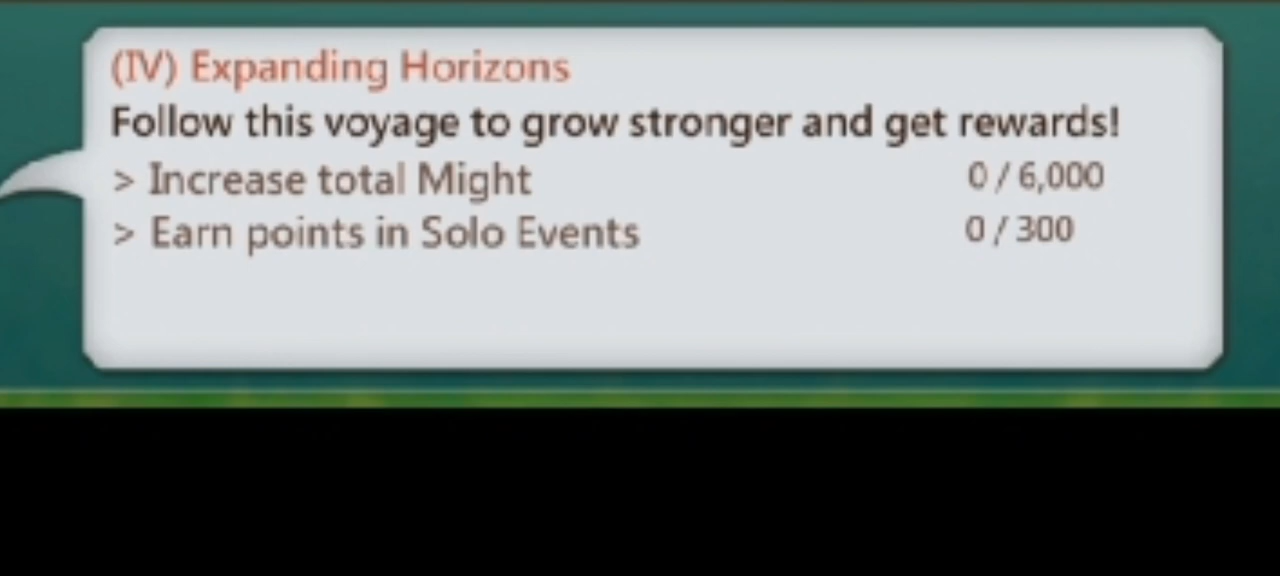 (IV) Expanding Horizons
Follow this voyage to grow stronger and get rewards!
> Increase total Might 0 / 6,000
> Earn points in Solo Events 0 / 300